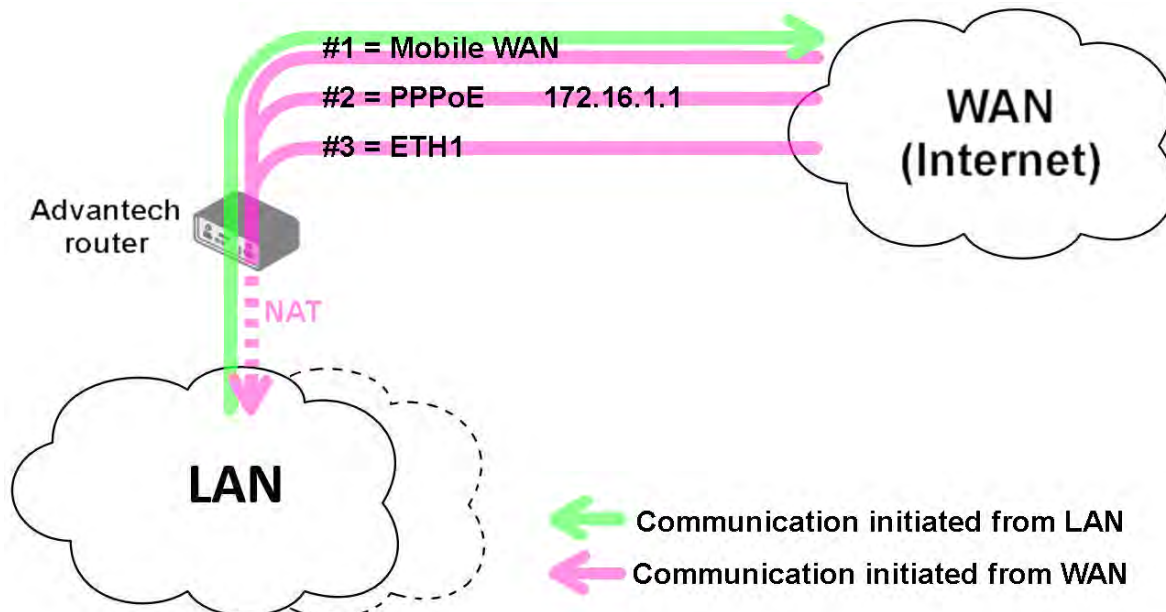 #1 = Mobile WAN
#2 = PPPoE 172.16.1.1
#3 = ETH1
WAN
(Internet)
Advantech
router
NAT
LAN
Communication initiated from LAN
Communication initiated from WAN